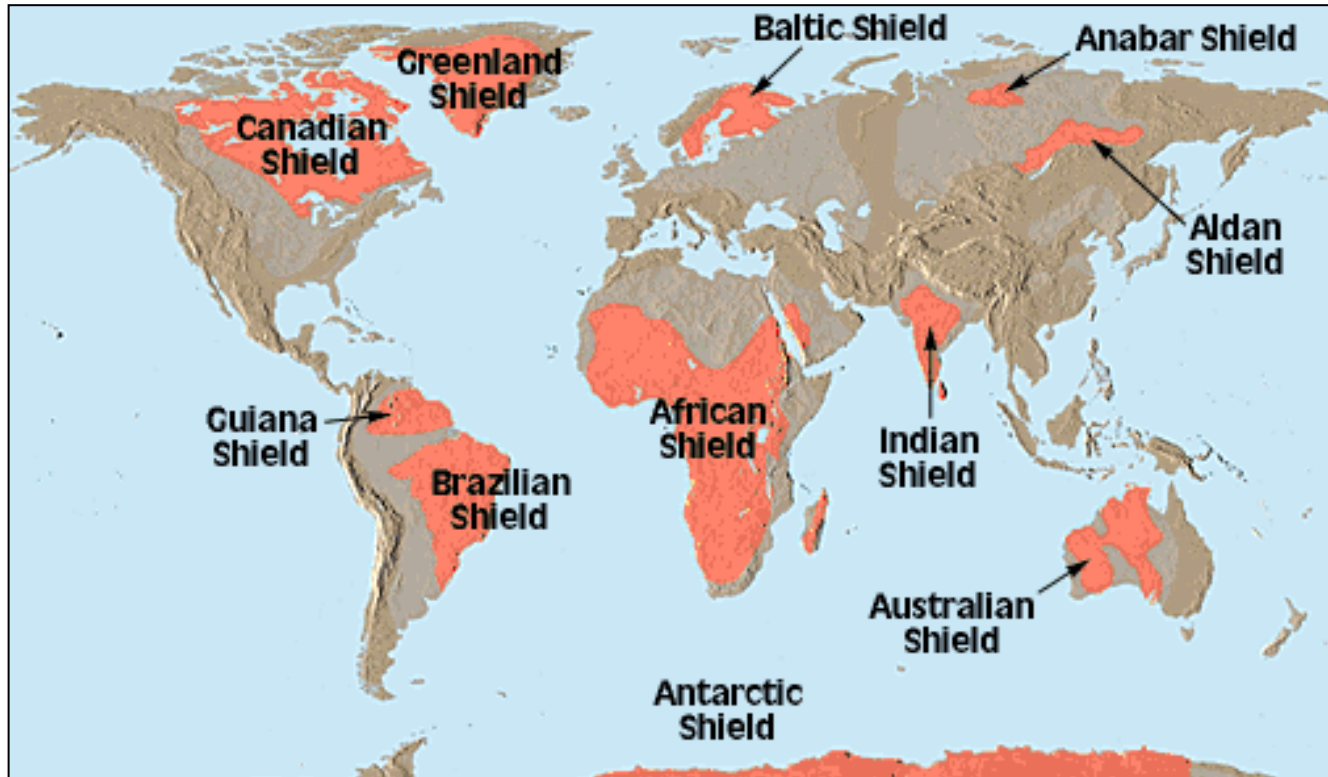 Baltic Shield
Anabar Shield
Greenland
Shield
Canadian
Shield
Aldan
Shield
Guiana
Shield
African
Shield
Indian
Shield
Brazilian
Shield
Australian
Shield
Antarctic
Shield